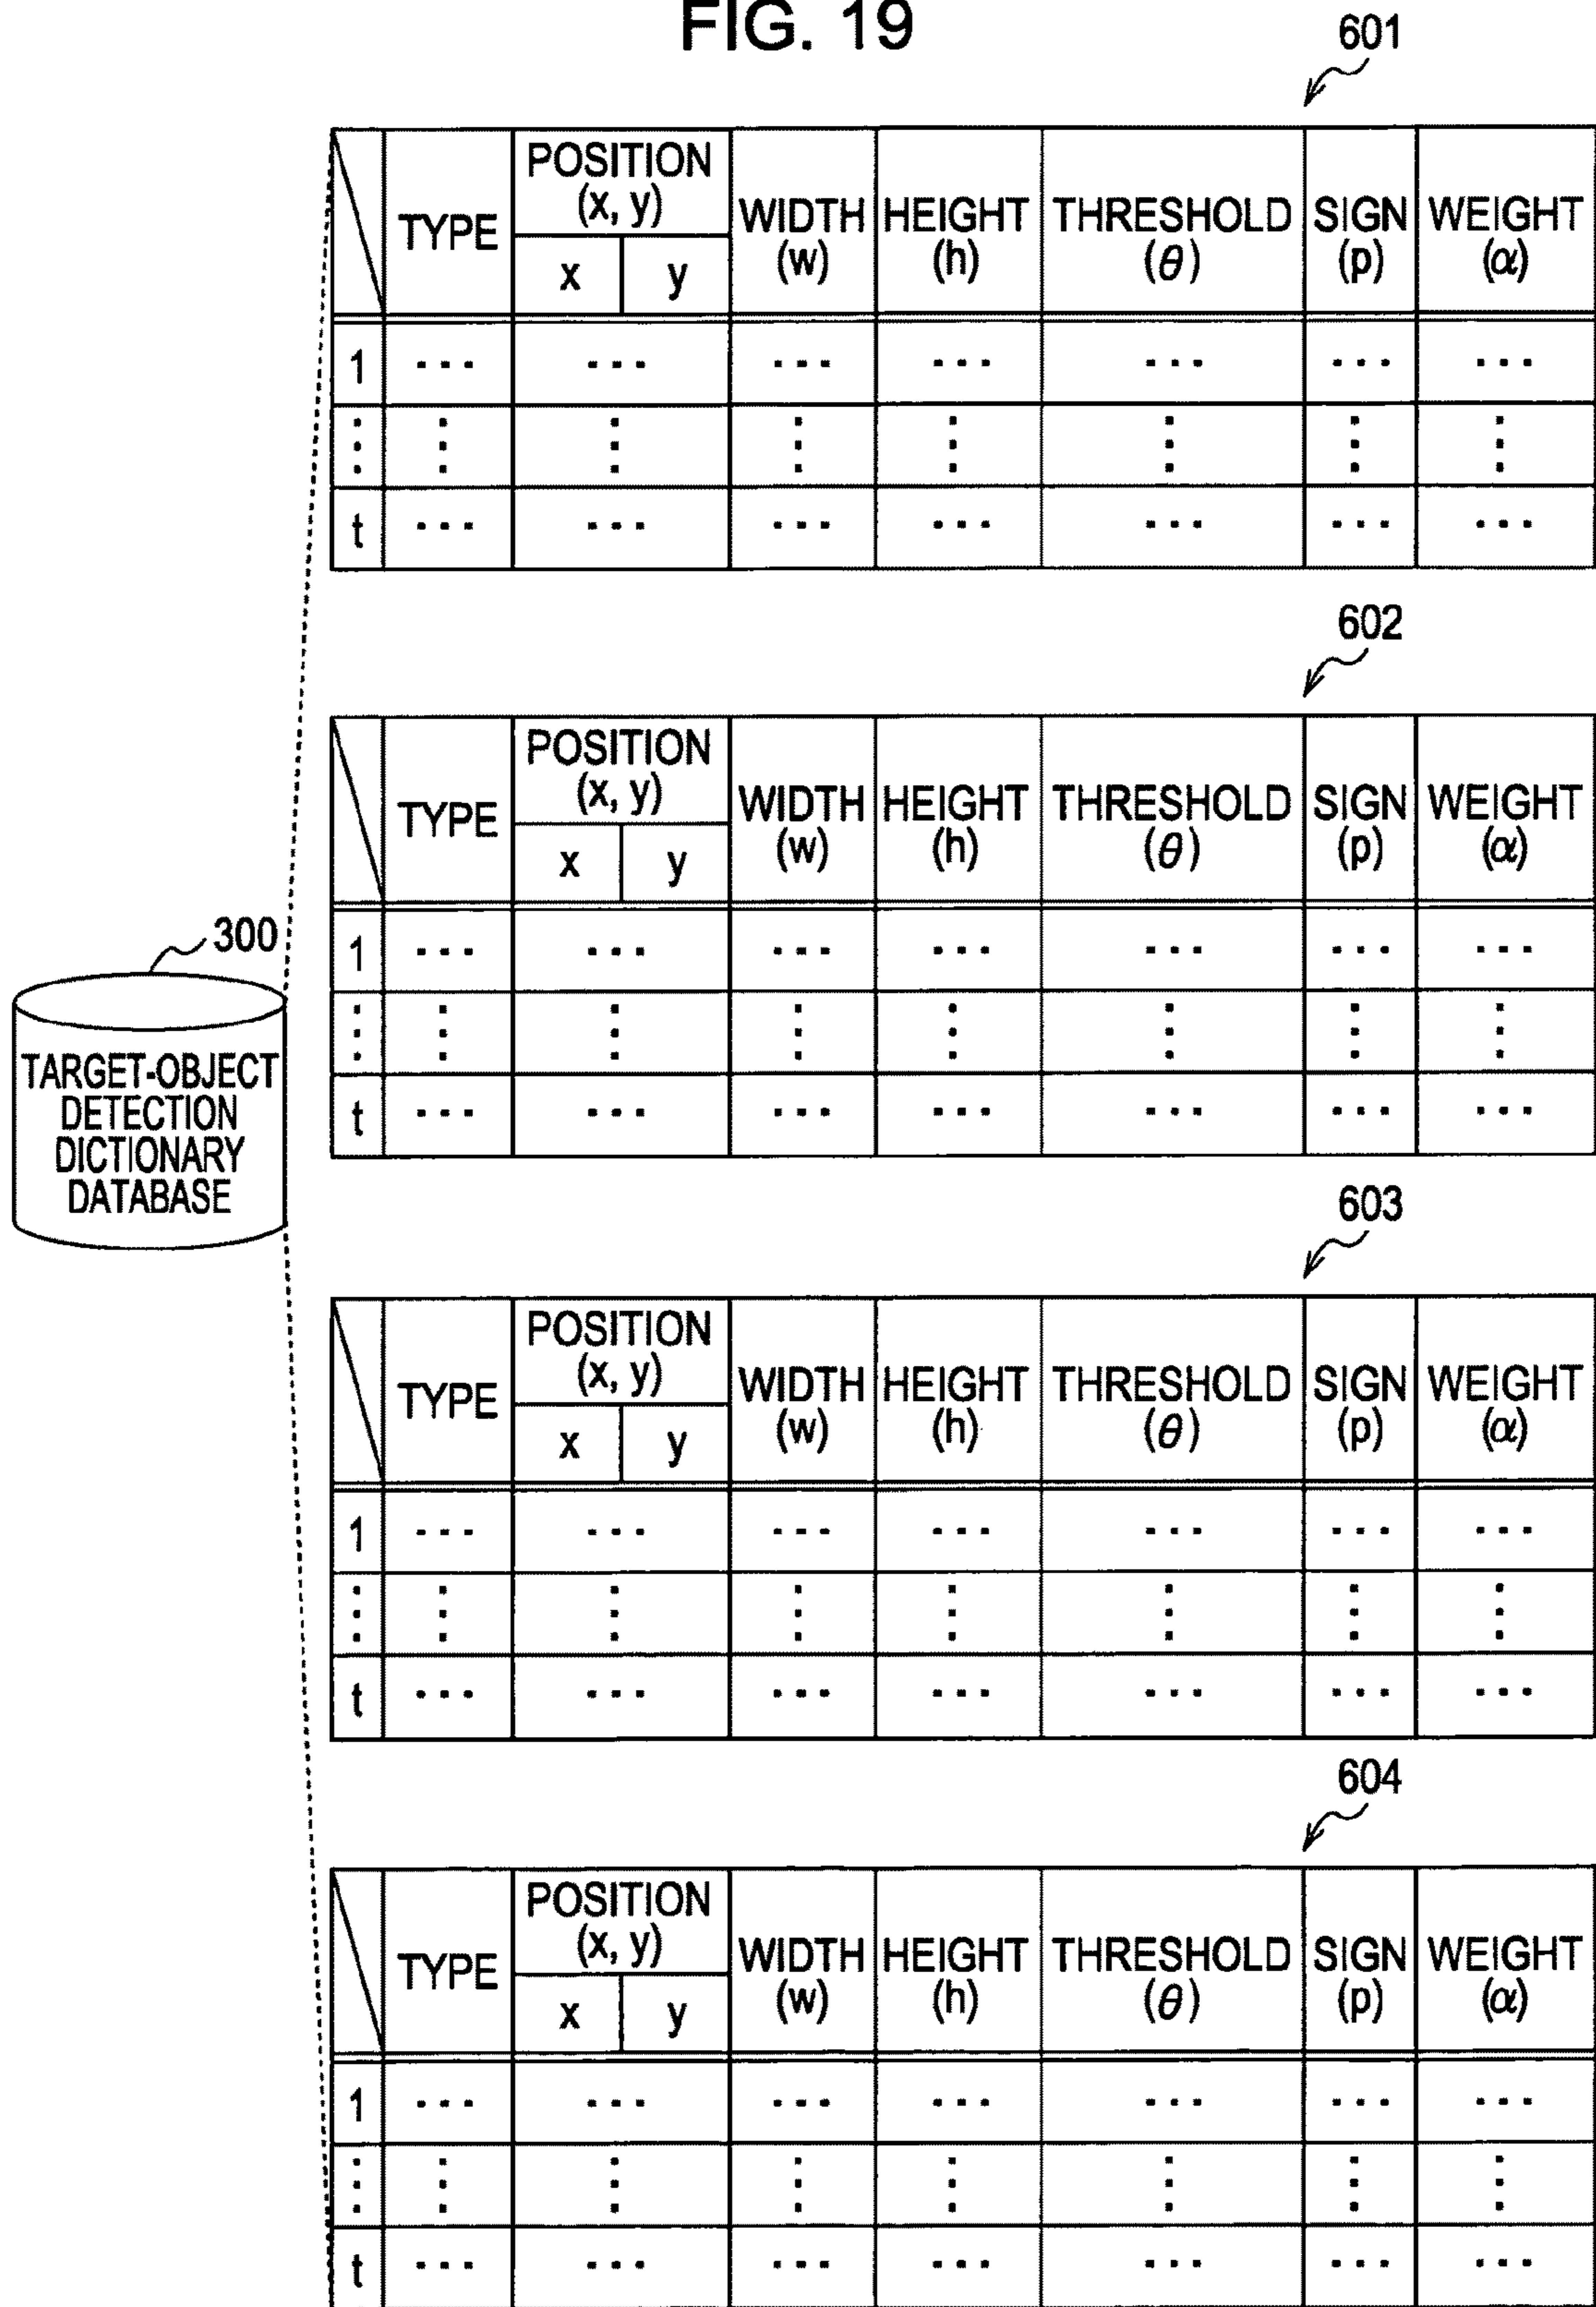 FIG. 19
601
POSITION
(x, y)
TYPE WIDTH (w) HEIGHT (h) THRESHOLD (θ) SIGN (p) WEIGHT (α)
x y
1 ... ... ... ... ... ... ...
⋮ ⋮ ⋮ ⋮ ⋮ ⋮ ⋮ ⋮
t ... ... ... ... ... ... ...
602
POSITION
(x, y)
TYPE WIDTH (w) HEIGHT (h) THRESHOLD (θ) SIGN (p) WEIGHT (α)
x y
1 ... ... ... ... ... ... ...
⋮ ⋮ ⋮ ⋮ ⋮ ⋮ ⋮ ⋮
t ... ... ... ... ... ... ...
300
TARGET-OBJECT
DETECTION
DICTIONARY
DATABASE
603
POSITION
(x, y)
TYPE WIDTH (w) HEIGHT (h) THRESHOLD (θ) SIGN (p) WEIGHT (α)
x y
1 ... ... ... ... ... ... ...
⋮ ⋮ ⋮ ⋮ ⋮ ⋮ ⋮ ⋮
t ... ... ... ... ... ... ...
604
POSITION
(x, y)
TYPE WIDTH (w) HEIGHT (h) THRESHOLD (θ) SIGN (p) WEIGHT (α)
x y
1 ... ... ... ... ... ... ...
⋮ ⋮ ⋮ ⋮ ⋮ ⋮ ⋮ ⋮
t ... ... ... ... ... ... ...